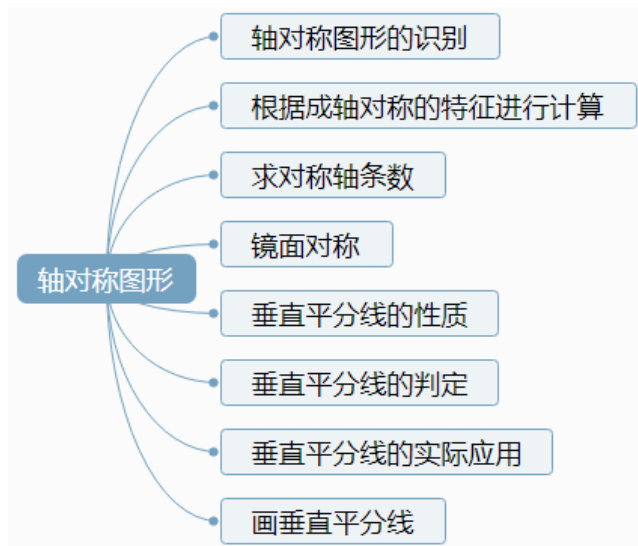 轴对称图形的识别
根据成轴对称的特征进行计算
求对称轴条数
镜面对称
轴对称图形
垂直平分线的性质
垂直平分线的判定
垂直平分线的实际应用
画垂直平分线